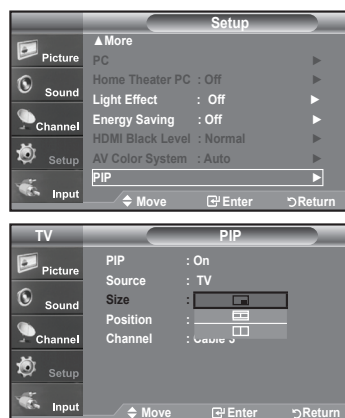 Setup
▲More
Picture
PC ►
Home Theater PC : Off ►
Sound
Light Effect : Off ►
Channel
Energy Saving : Off ►
HDMI Black Level : Normal ►
Setup
AV Color System : Auto ►
Input
PIP ►
Move Enter Return
TV PIP
Picture
PIP : On
Source : TV
Sound
Size :
Position :
Channel
Channel : Cable 3
Setup
Input
Move Enter Return